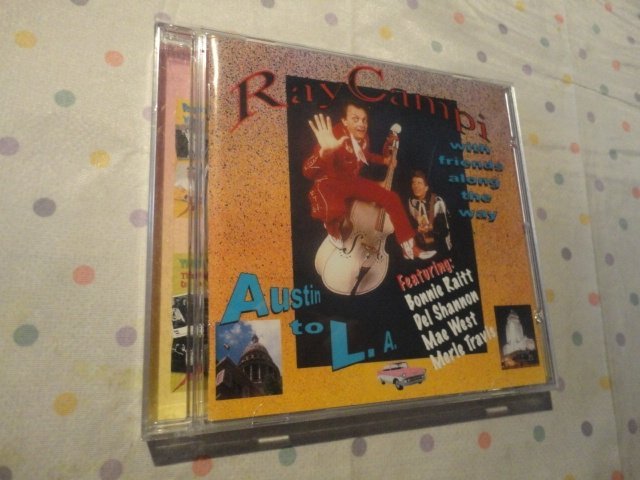 Ray Campi
with
friends
along
the
way
Austin
to
L.A.
Featuring:
Bonnie Raitt
Del Shannon
Mae West
Merle Travis